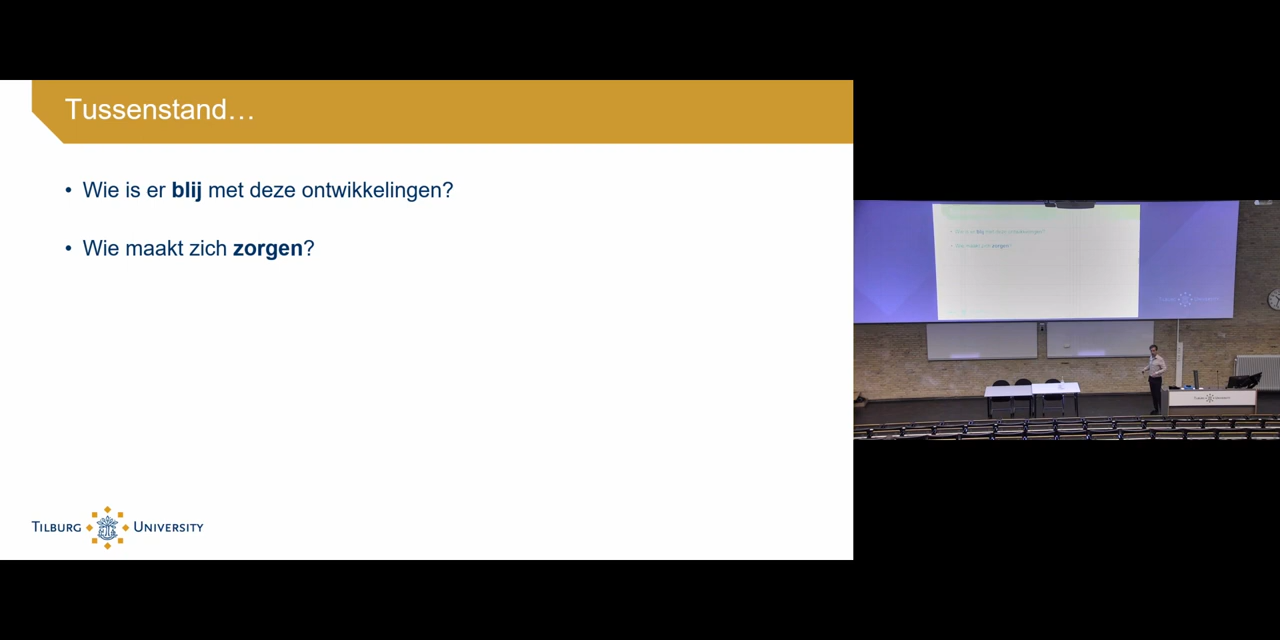 Tussenstand…
• Wie is er blij met deze ontwikkelingen?
• Wie maakt zich zorgen?
TILBURG UNIVERSITY